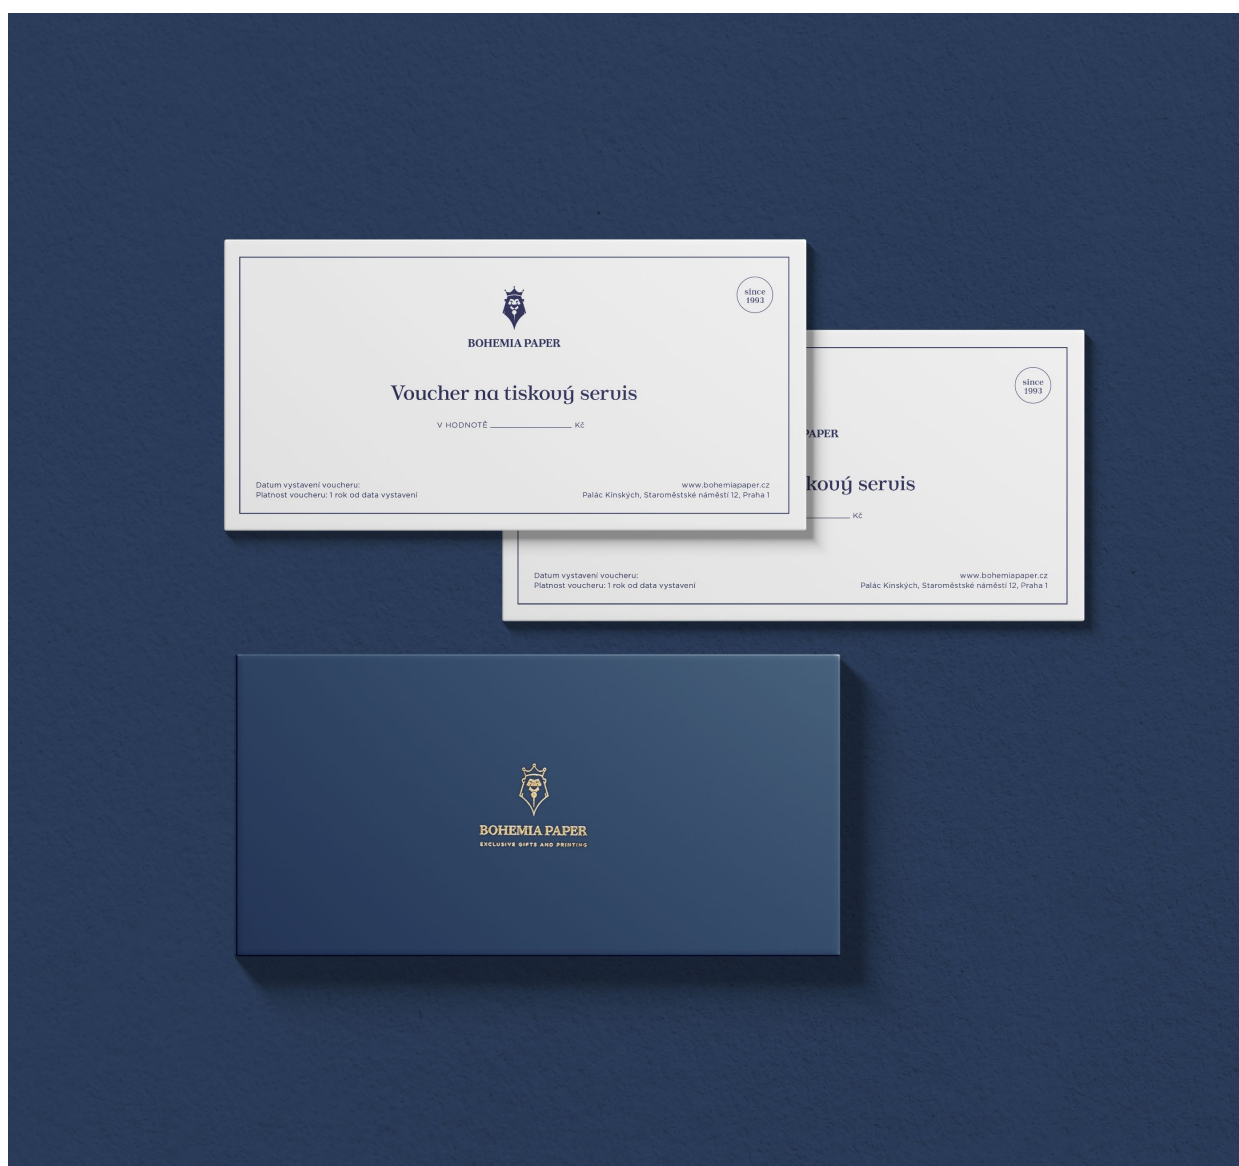 since
1993
BOHEMIA PAPER
Voucher na tiskový servis
V HODNOTĚ Kč
Datum vystavení voucheru:
Platnost voucheru: 1 rok od data vystavení
www.bohemiapaper.cz
Palác Kinských, Staroměstské náměstí 12, Praha 1
since
1993
PAPER
kový servis
Kč
Datum vystavení voucheru:
Platnost voucheru: 1 rok od data vystavení
www.bohemiapaper.cz
Palác Kinských, Staroměstské náměstí 12, Praha 1
BOHEMIA PAPER
EXCLUSIVE GIFTS AND PRINTING